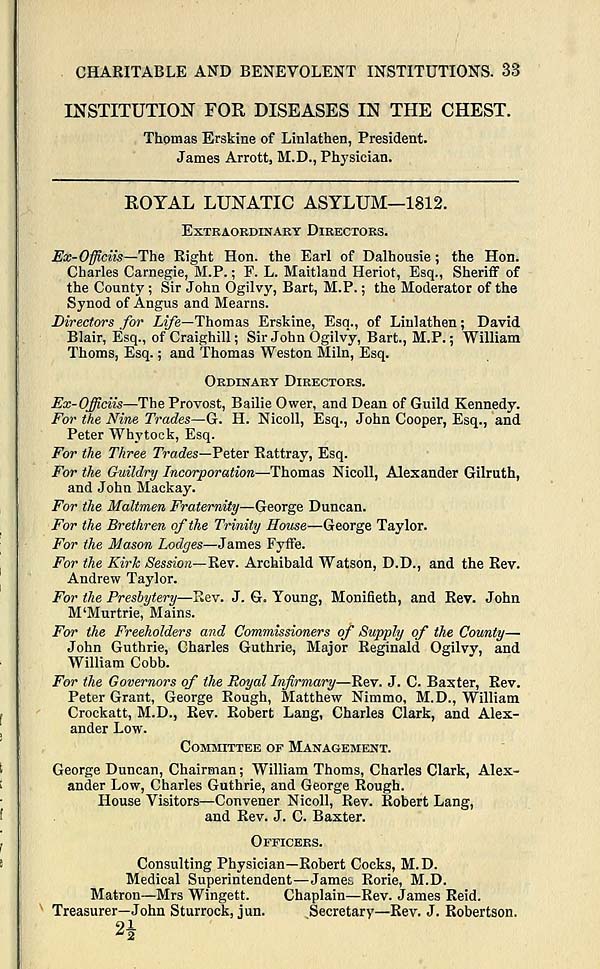 CHARITABLE AND BENEVOLENT INSTITUTIONS. 33
INSTITUTION FOR DISEASES IN THE CHEST.
Thomas Erskine of Linlathen, President.
James Arrott, M.D., Physician.
ROYAL LUNATIC ASYLUM—1812.
EXTRAORDINARY DIRECTORS.
Ex-Officiis—The Right Hon. the Earl of Dalhousie; the Hon.
Charles Carnegie, M.P.; F. L. Maitland Heriot, Esq., Sheriff of
the County; Sir John Ogilvy, Bart, M.P.; the Moderator of the
Synod of Angus and Mearns.
Directors for Life—Thomas Erskine, Esq., of Linlathen; David
Blair, Esq., of Craighill; Sir John Ogilvy, Bart., M.P.; William
Thoms, Esq.; and Thomas Weston Miln, Esq.
ORDINARY DIRECTORS.
Ex-Officiis—The Provost, Bailie Ower, and Dean of Guild Kennedy.
For the Nine Trades—G. H. Nicoll, Esq., John Cooper, Esq., and
Peter Whytock, Esq.
For the Three Trades—Peter Rattray, Esq.
For the Guildry Incorporation—Thomas Nicoll, Alexander Gilruth,
and John Mackay.
For the Maltmen Fraternity—George Duncan.
For the Brethren of the Trinity House—George Taylor.
For the Mason Lodges—James Fyffe.
For the Kirk Session—Rev. Archibald Watson, D.D., and the Rev.
Andrew Taylor.
For the Presbytery—Rev. J. G. Young, Monifieth, and Rev. John
M‘Murtrie, Mains.
For the Freeholders and Commissioners of Supply of the County—
John Guthrie, Charles Guthrie, Major Reginald Ogilvy, and
William Cobb.
For the Governors of the Royal Infirmary—Rev. J. C. Baxter, Rev.
Peter Grant, George Rough, Matthew Nimmo, M.D., William
Crockatt, M.D., Rev. Robert Lang, Charles Clark, and Alex-
ander Low.
COMMITTEE OF MANAGEMENT.
George Duncan, Chairman; William Thoms, Charles Clark, Alex-
ander Low, Charles Guthrie, and George Rough.
House Visitors—Convener Nicoll, Rev. Robert Lang,
and Rev. J. C. Baxter.
OFFICERS.
Consulting Physician—Robert Cocks, M.D.
Medical Superintendent—James Rorie, M.D.
Matron—Mrs Wingett. Chaplain—Rev. James Reid.
Treasurer—John Sturrock, jun. Secretary—Rev. J. Robertson.
2½